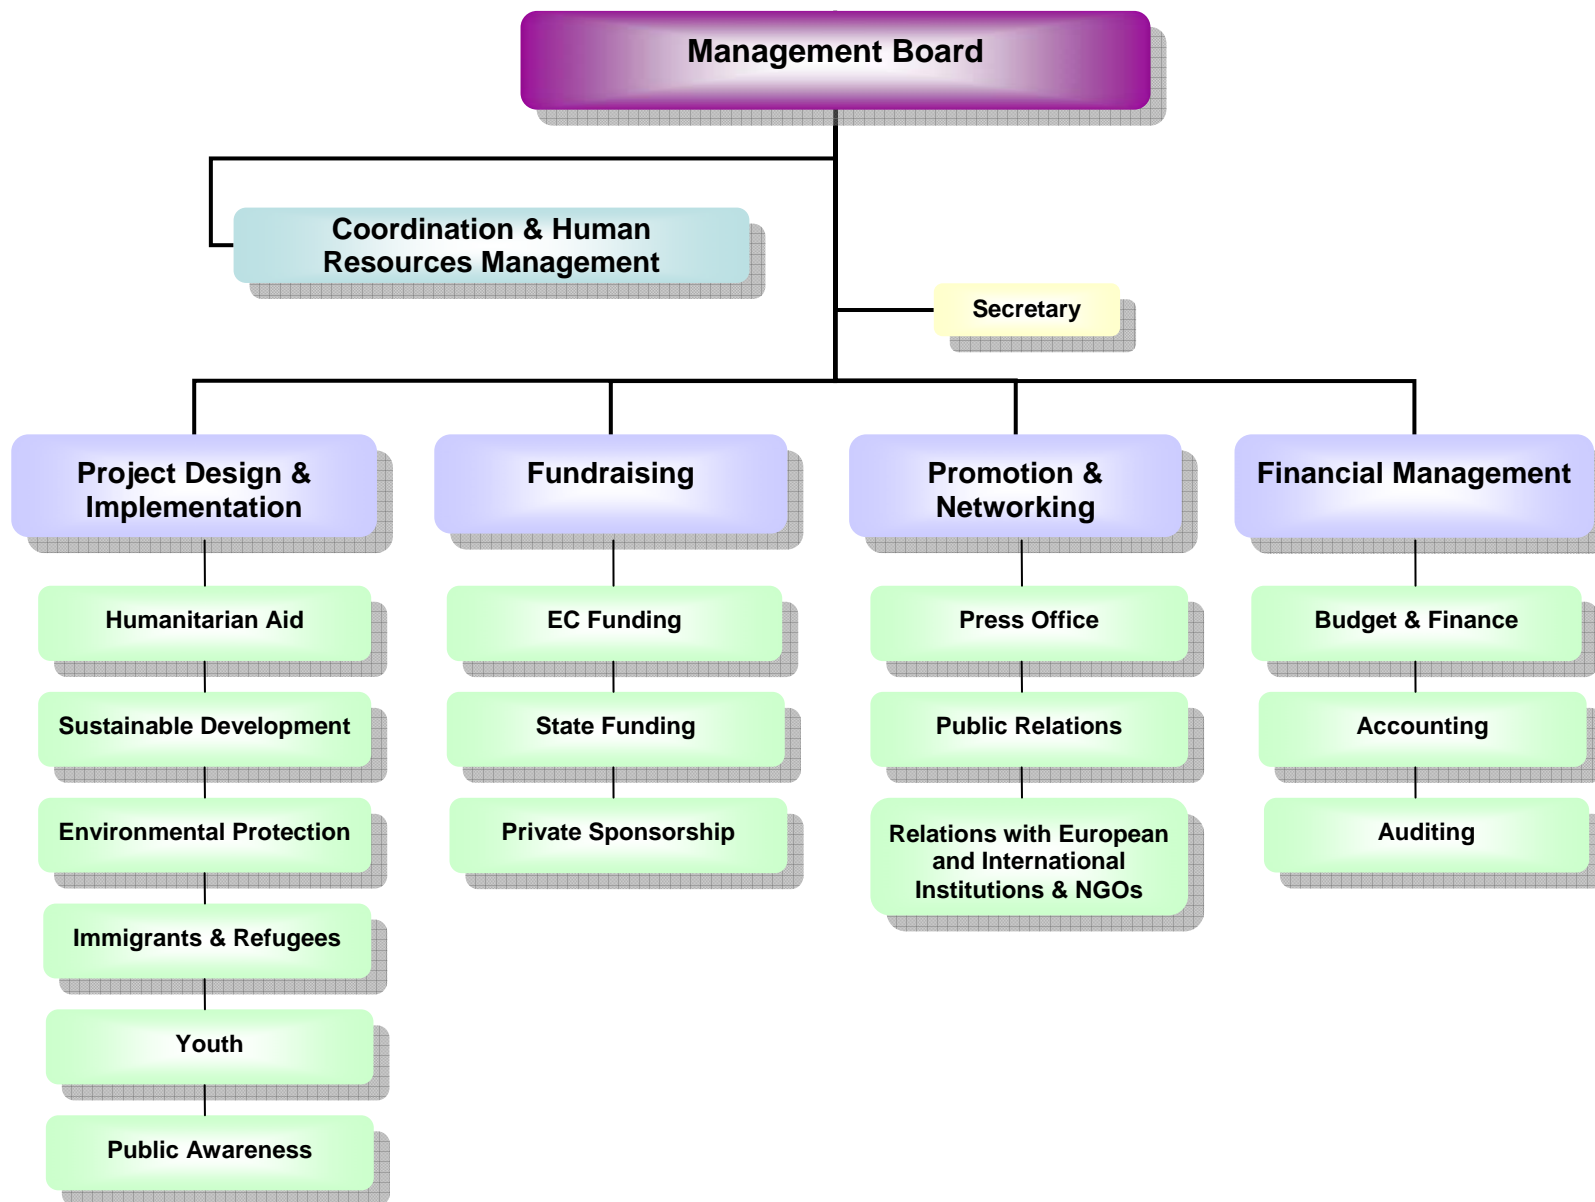 Management Board
Coordination & Human
Resources Management
Secretary
Project Design &
Implementation
Humanitarian Aid
Sustainable Development
Environmental Protection
Immigrants & Refugees
Youth
Public Awareness
Fundraising
EC Funding
State Funding
Private Sponsorship
Promotion &
Networking
Press Office
Public Relations
Relations with European
and International
Institutions & NGOs
Financial Management
Budget & Finance
Accounting
Auditing